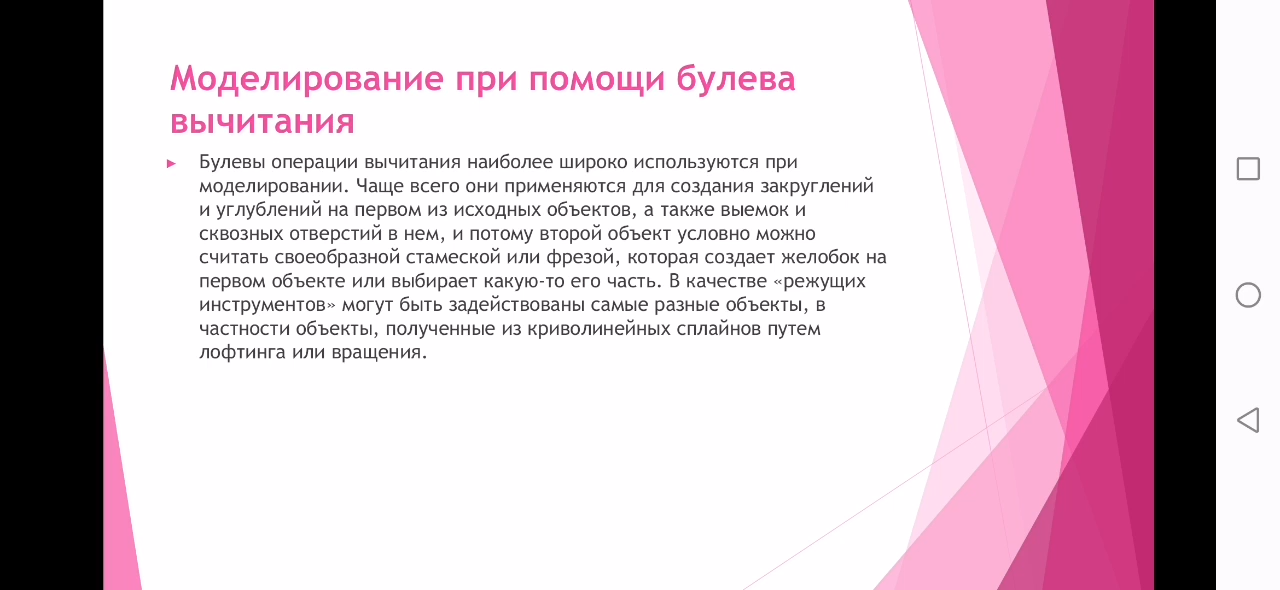 Моделирование при помощи булева
вычитания
Булевы операции вычитания наиболее широко используются при
моделировании. Чаще всего они применяются для создания закруглений
и углублений на первом из исходных объектов, а также выемок и
сквозных отверстий в нем, и потому второй объект условно можно
считать своеобразной стамеской или фрезой, которая создает желобок на
первом объекте или выбирает какую-то его часть. В качестве «режущих
инструментов» могут быть задействованы самые разные объекты, в
частности объекты, полученные из криволинейных сплайнов путем
лофтинга или вращения.